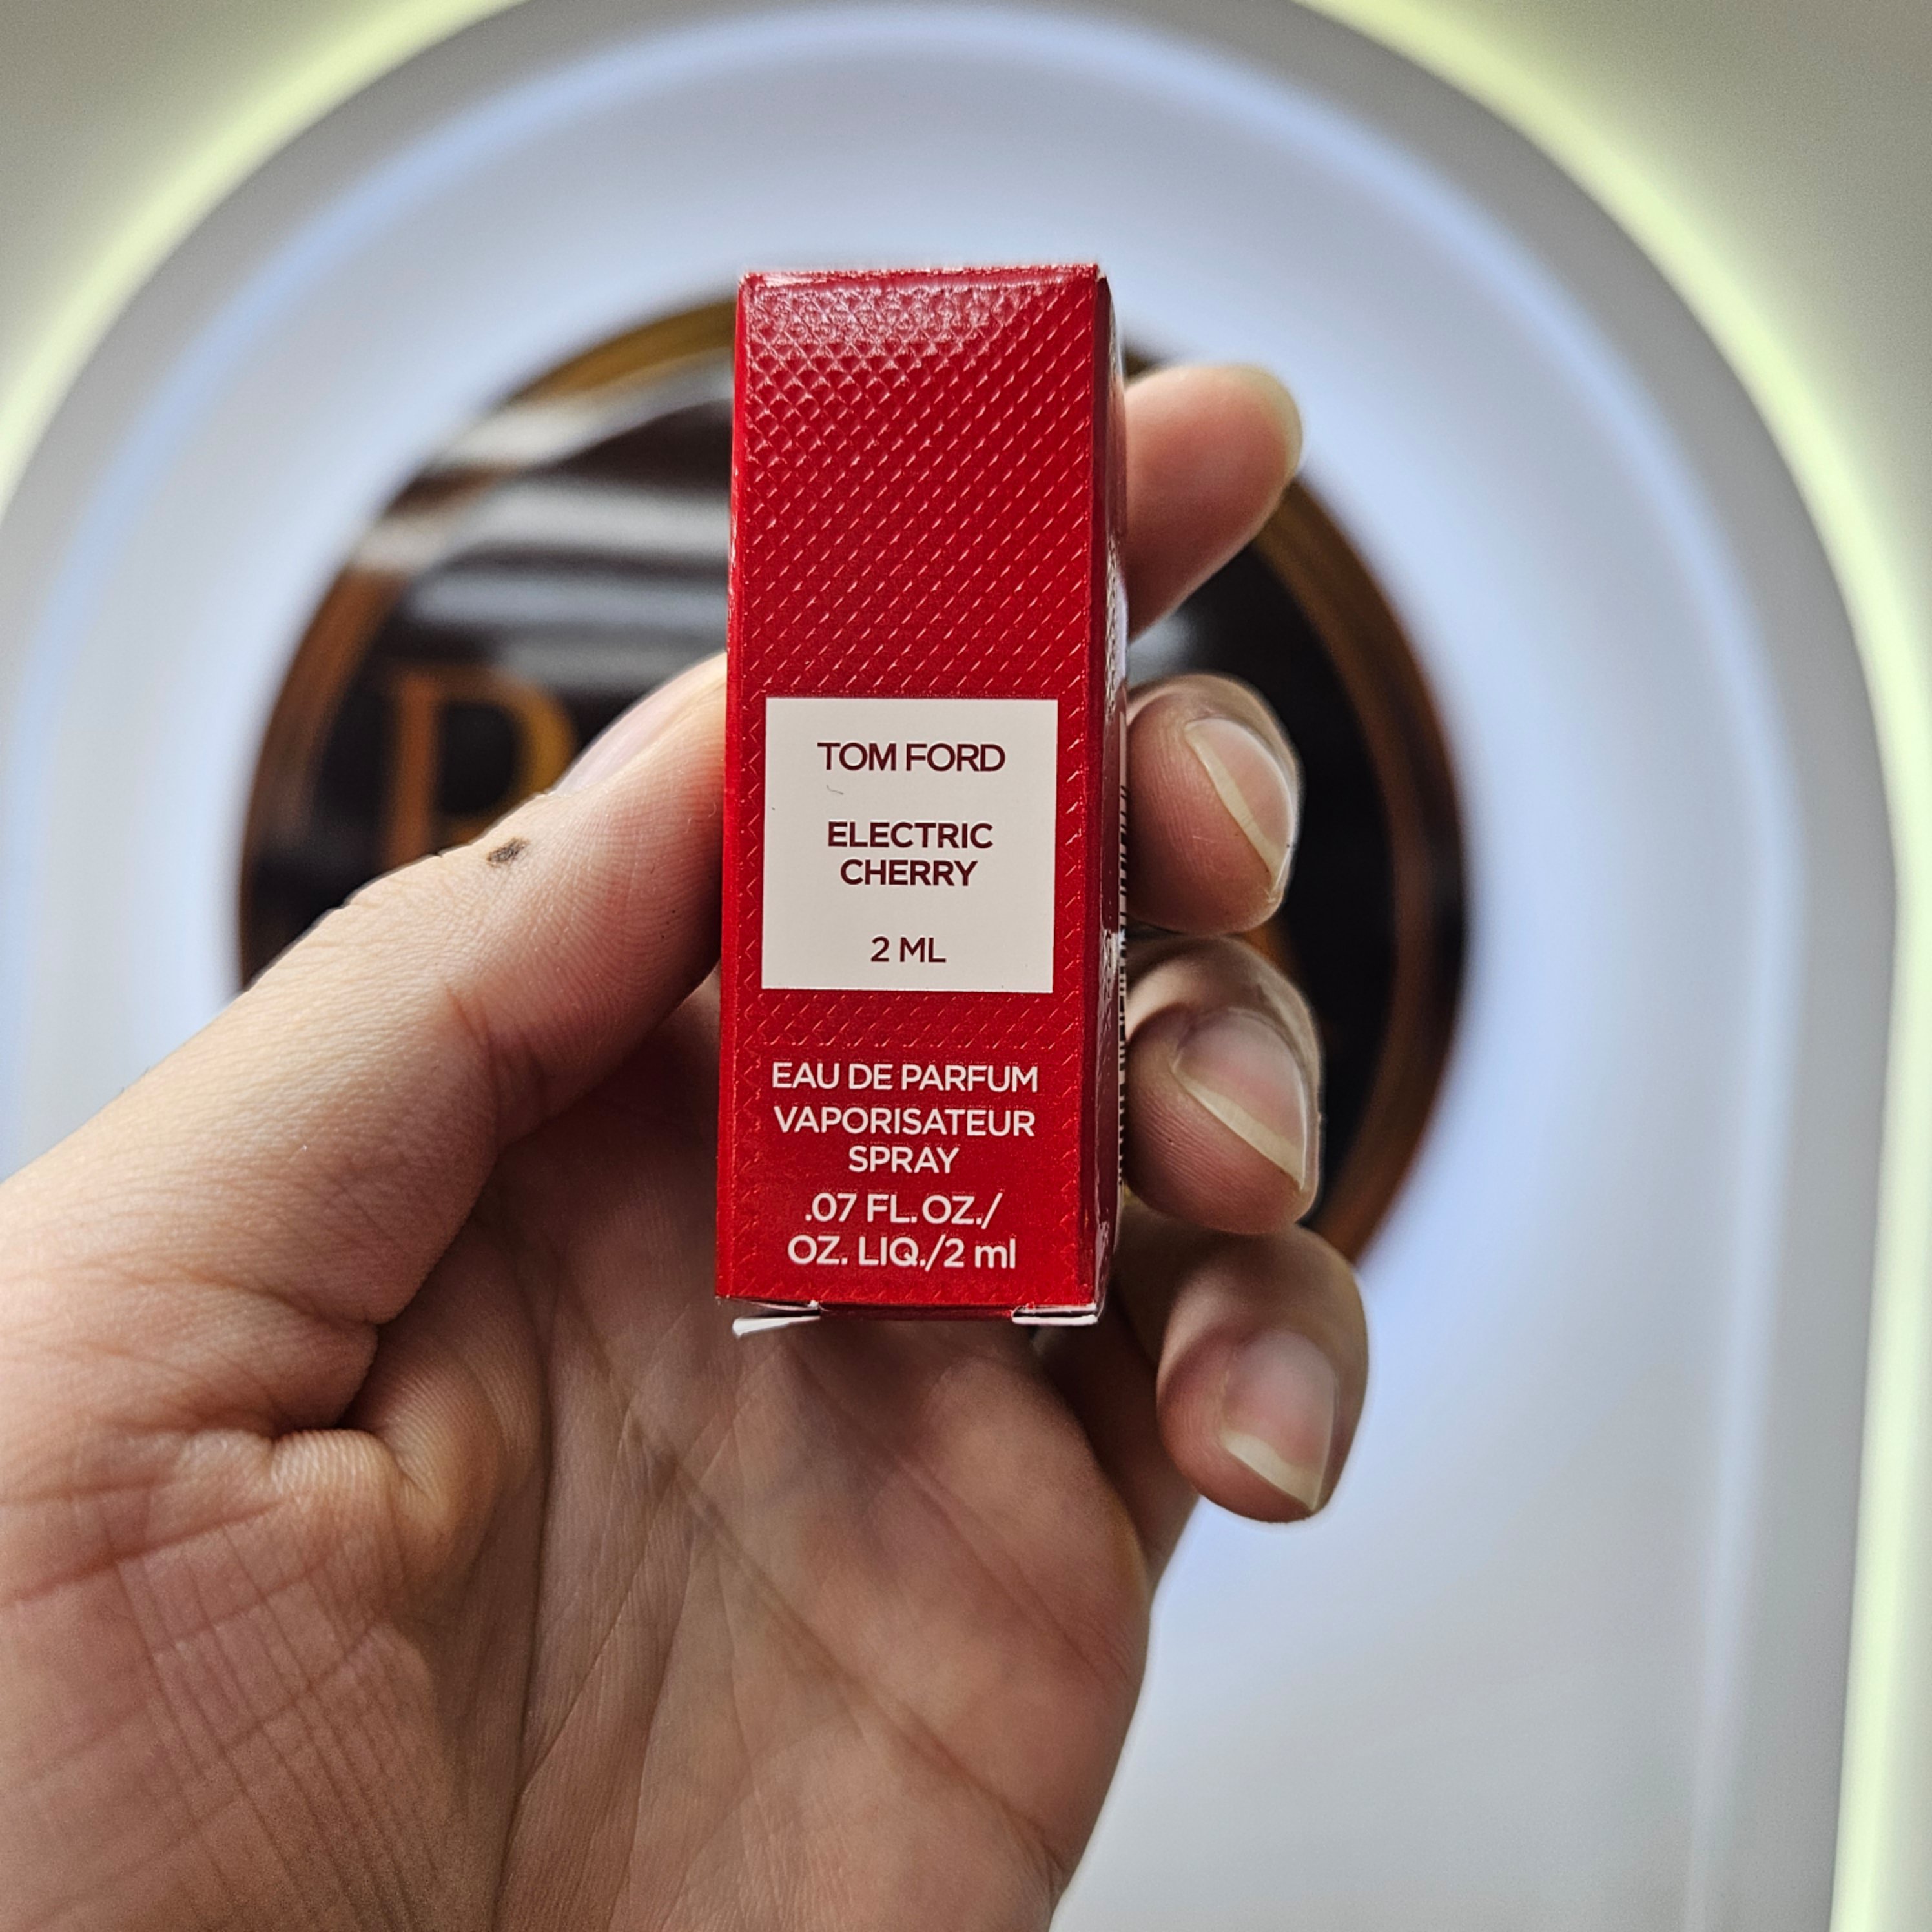 TOM FORD
ELECTRIC
CHERRY
2 ML
EAU DE PARFUM
VAPORISATEUR
SPRAY
.07 FL.OZ./
OZ. LIQ./2 ml